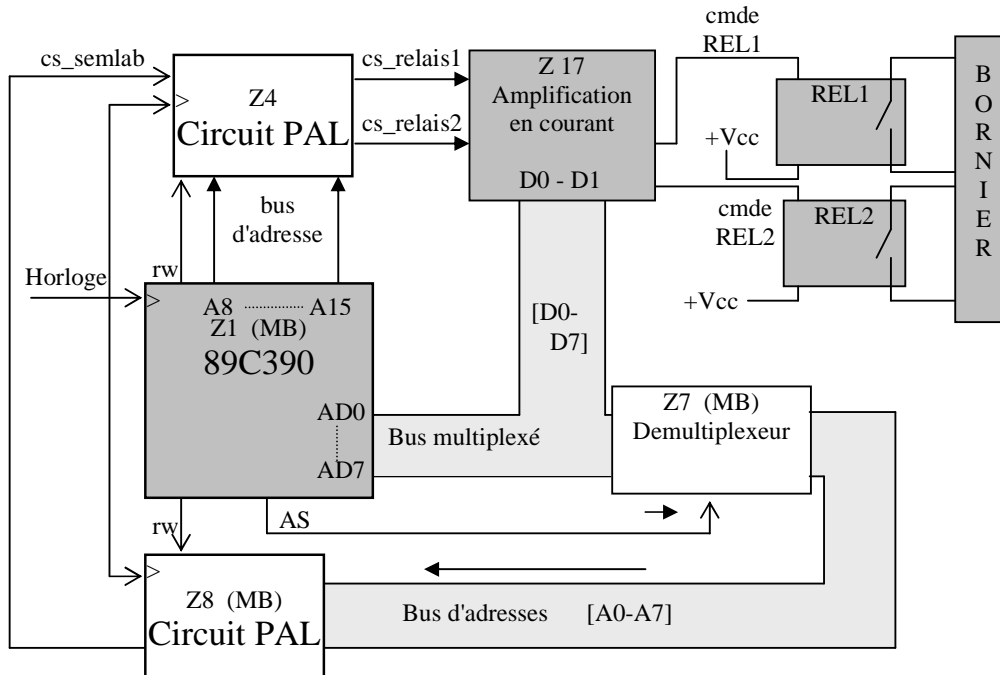 cmde
REL1
cs_semlab
cs_relais1
cs_relais2
Z4
Circuit PAL
Z 17
Amplification
en courant
D0 - D1
REL1
+Vcc
B
O
R
N
I
E
R
cmde
REL2
REL2
+Vcc
bus
d'adresse
rw
Horloge
A8 A15
Z1 (MB)
89C390
AD0
AD7
[D0-
D7]
Bus multiplexé
Z7 (MB)
Demultiplexeur
AS
rw
Z8 (MB)
Circuit PAL
Bus d'adresses [A0-A7]